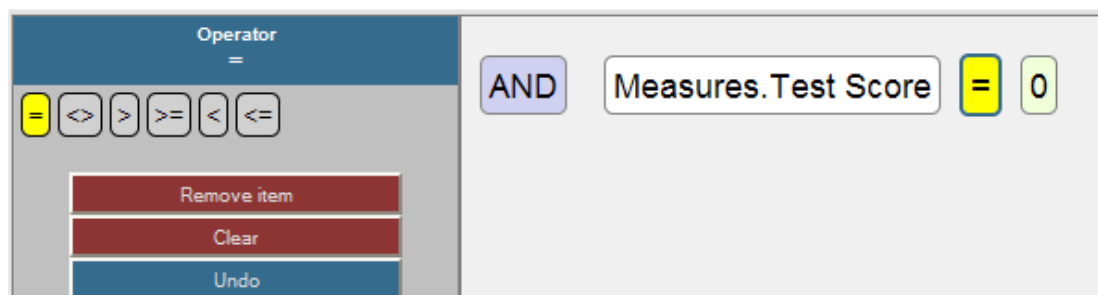 Operator
=
= <> > >= < <=
Remove item
Clear
Undo
AND Measures.Test Score = 0